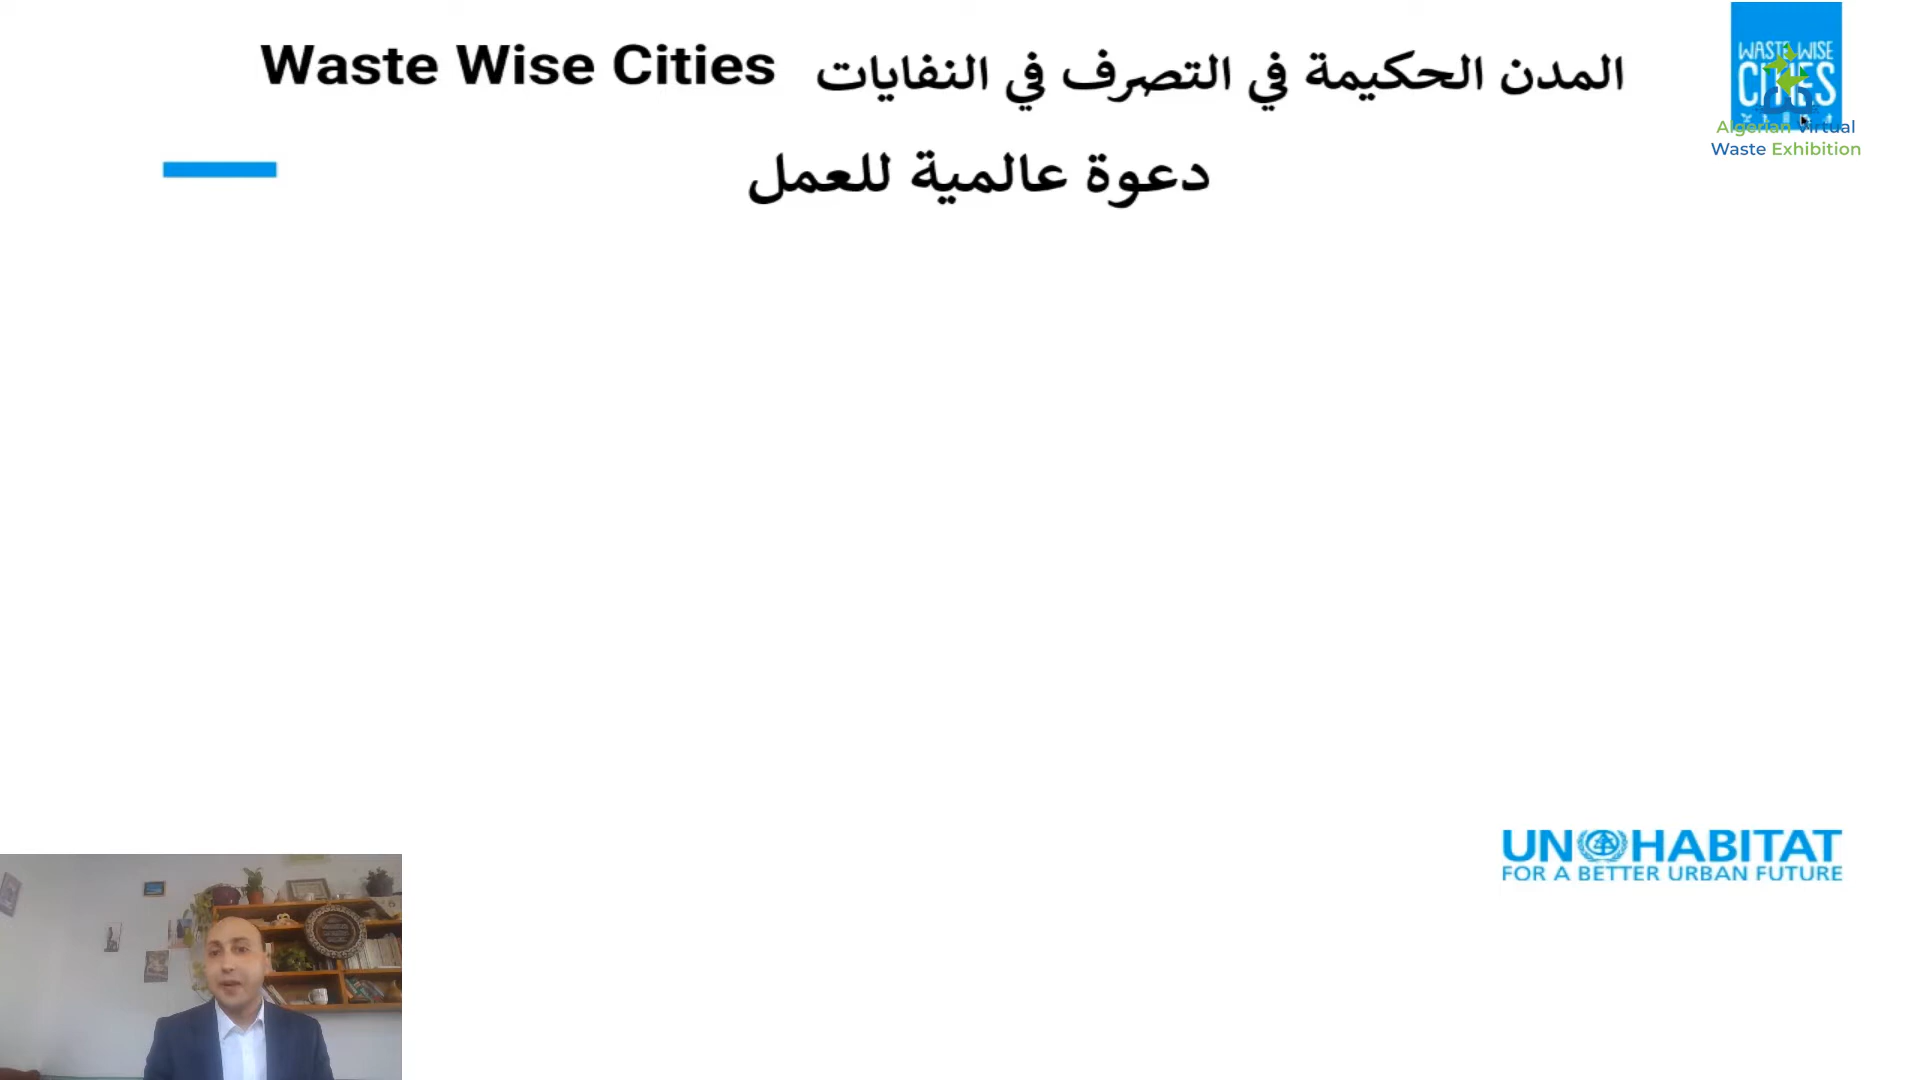 المدن الحكيمة في التصرف في النفايات Waste Wise Cities
دعوة عالمية للعمل
WASTE WISE
CITIES
Algerian Virtual
Waste Exhibition
UN HABITAT
FOR A BETTER URBAN FUTURE